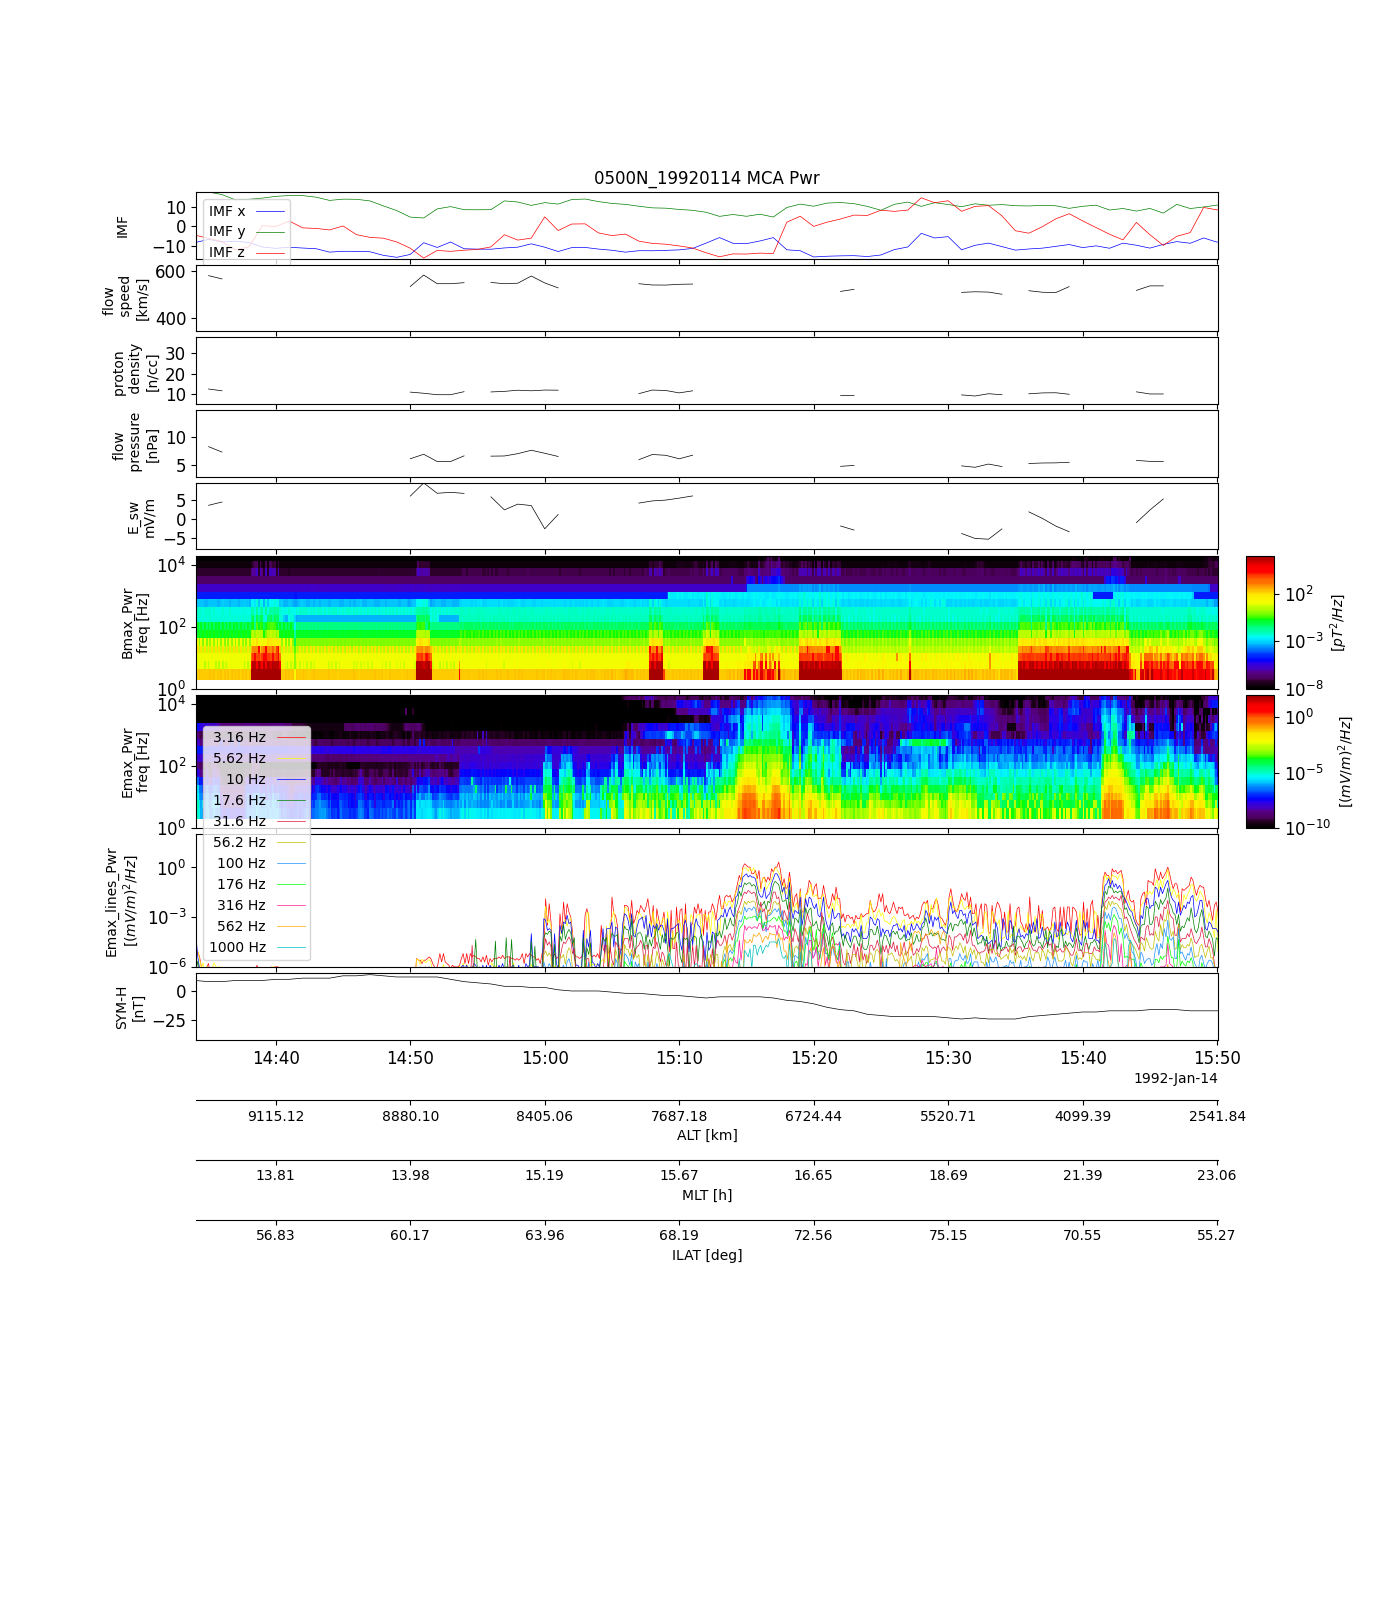 0500N_19920114 MCA Pwr
IMF
10
0
−10
IMF x
IMF y
IMF z
flow
speed
[km/s]
600
400
proton
density
[n/cc]
30
20
10
flow
pressure
[nPa]
10
5
E_sw
mV/m
5
0
−5
Bmax_Pwr
freq [Hz]
10^4
10^2
10^0
10^2
10^−3
10^−8
[pT^2/Hz]
Emax_Pwr
freq [Hz]
10^4
10^2
10^0
10^0
10^−5
10^−10
[(mV/m)^2/Hz]
3.16 Hz
5.62 Hz
10 Hz
17.6 Hz
31.6 Hz
56.2 Hz
100 Hz
176 Hz
316 Hz
562 Hz
1000 Hz
Emax_lines_Pwr
[(mV/m)^2/Hz]
10^0
10^−3
10^−6
SYM-H
[nT]
0
−25
14:40 14:50 15:00 15:10 15:20 15:30 15:40 15:50
1992-Jan-14
9115.12 8880.10 8405.06 7687.18 6724.44 5520.71 4099.39 2541.84
ALT [km]
13.81 13.98 15.19 15.67 16.65 18.69 21.39 23.06
MLT [h]
56.83 60.17 63.96 68.19 72.56 75.15 70.55 55.27
ILAT [deg]